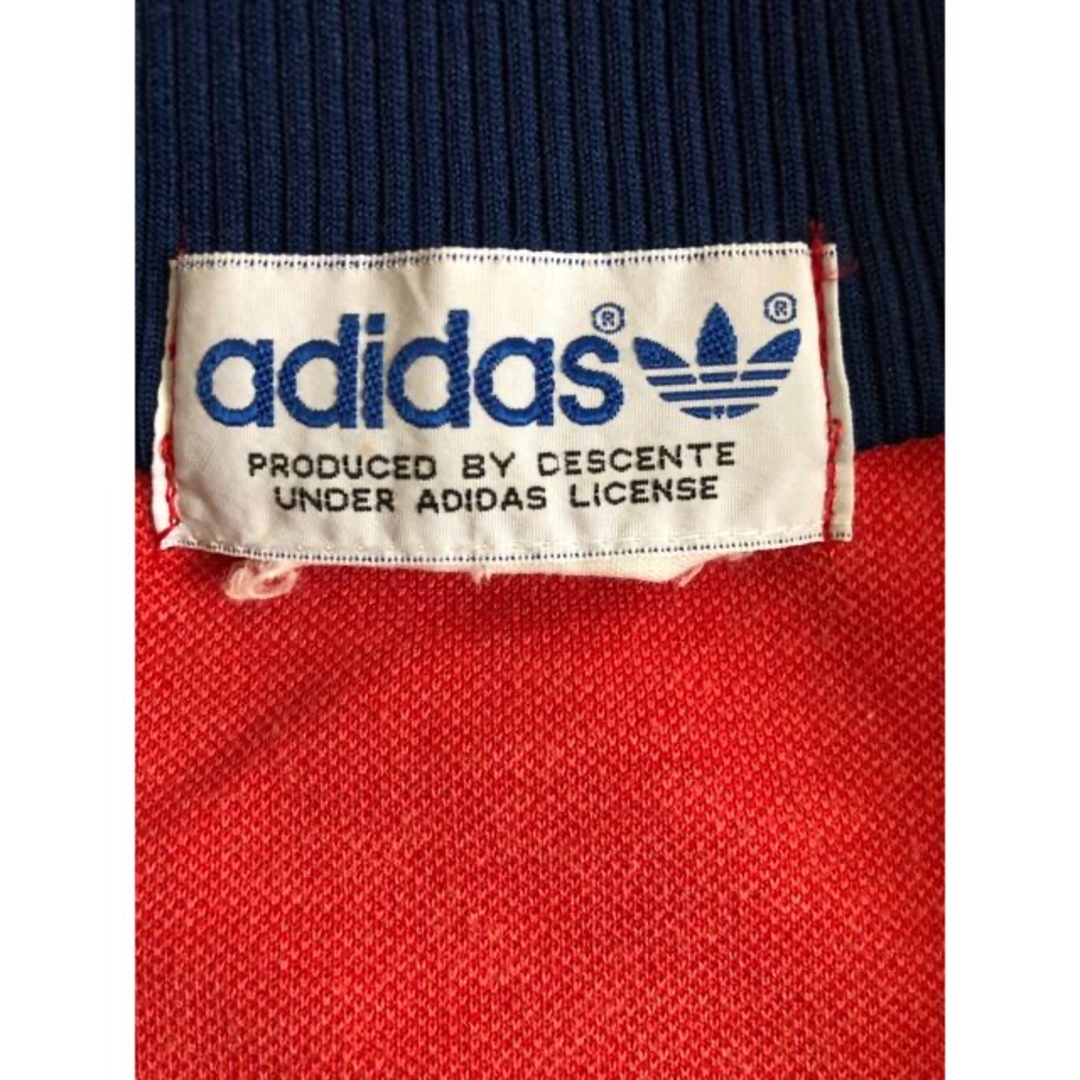 adidas® ®
PRODUCED BY DESCENTE
UNDER ADIDAS LICENSE